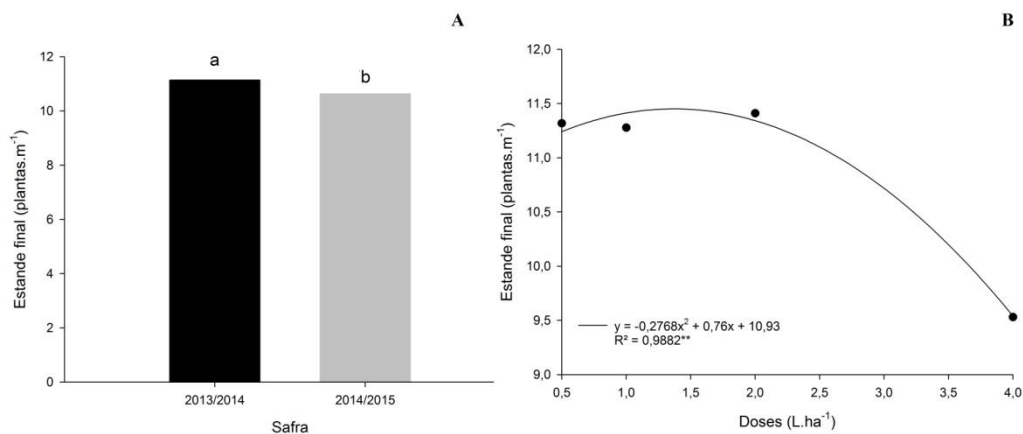 A
12
10
8
6
4
2
0
Estande final (plantas.m⁻¹)
a
b
2013/2014
2014/2015
Safra
B
12,0
11,5
11,0
10,5
10,0
9,5
9,0
Estande final (plantas.m⁻¹)
y = -0,2768x² + 0,76x + 10,93
R² = 0,9882**
0,5 1,0 1,5 2,0 2,5 3,0 3,5 4,0
Doses (L.ha⁻¹)